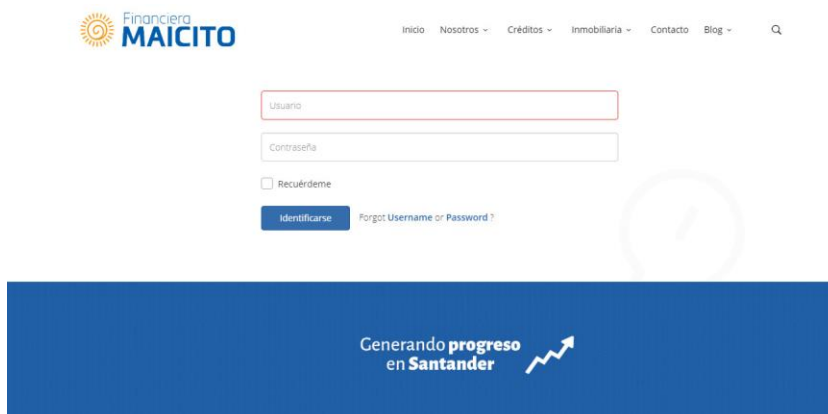 Financiera
MAICITO
Inicio Nosotros Créditos Inmobiliaria Contacto Blog
Usuario
Contraseña
Recuérdeme
Identificarse Forgot Username or Password ?
Generando progreso
en Santander